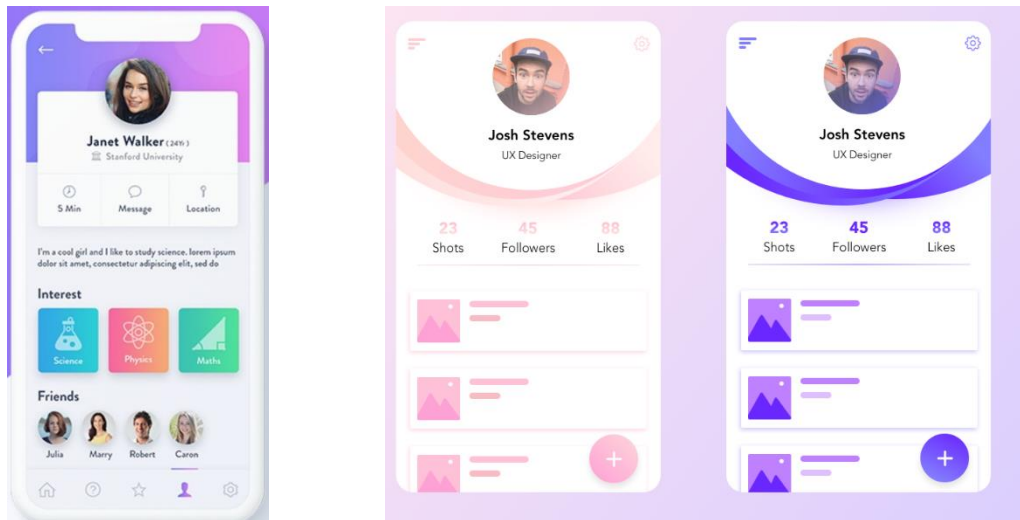 Janet Walker ( 24Yr )
Stanford University
5 Min Message Location
I'm a cool girl and I like to study science. lorem ipsum
dolor sit amet, consectetur adipiscing elit, sed do
Interest
Science Physics Maths
Friends
Julia Marry Robert Caron
Josh Stevens
UX Designer
23 45 88
Shots Followers Likes
Josh Stevens
UX Designer
23 45 88
Shots Followers Likes